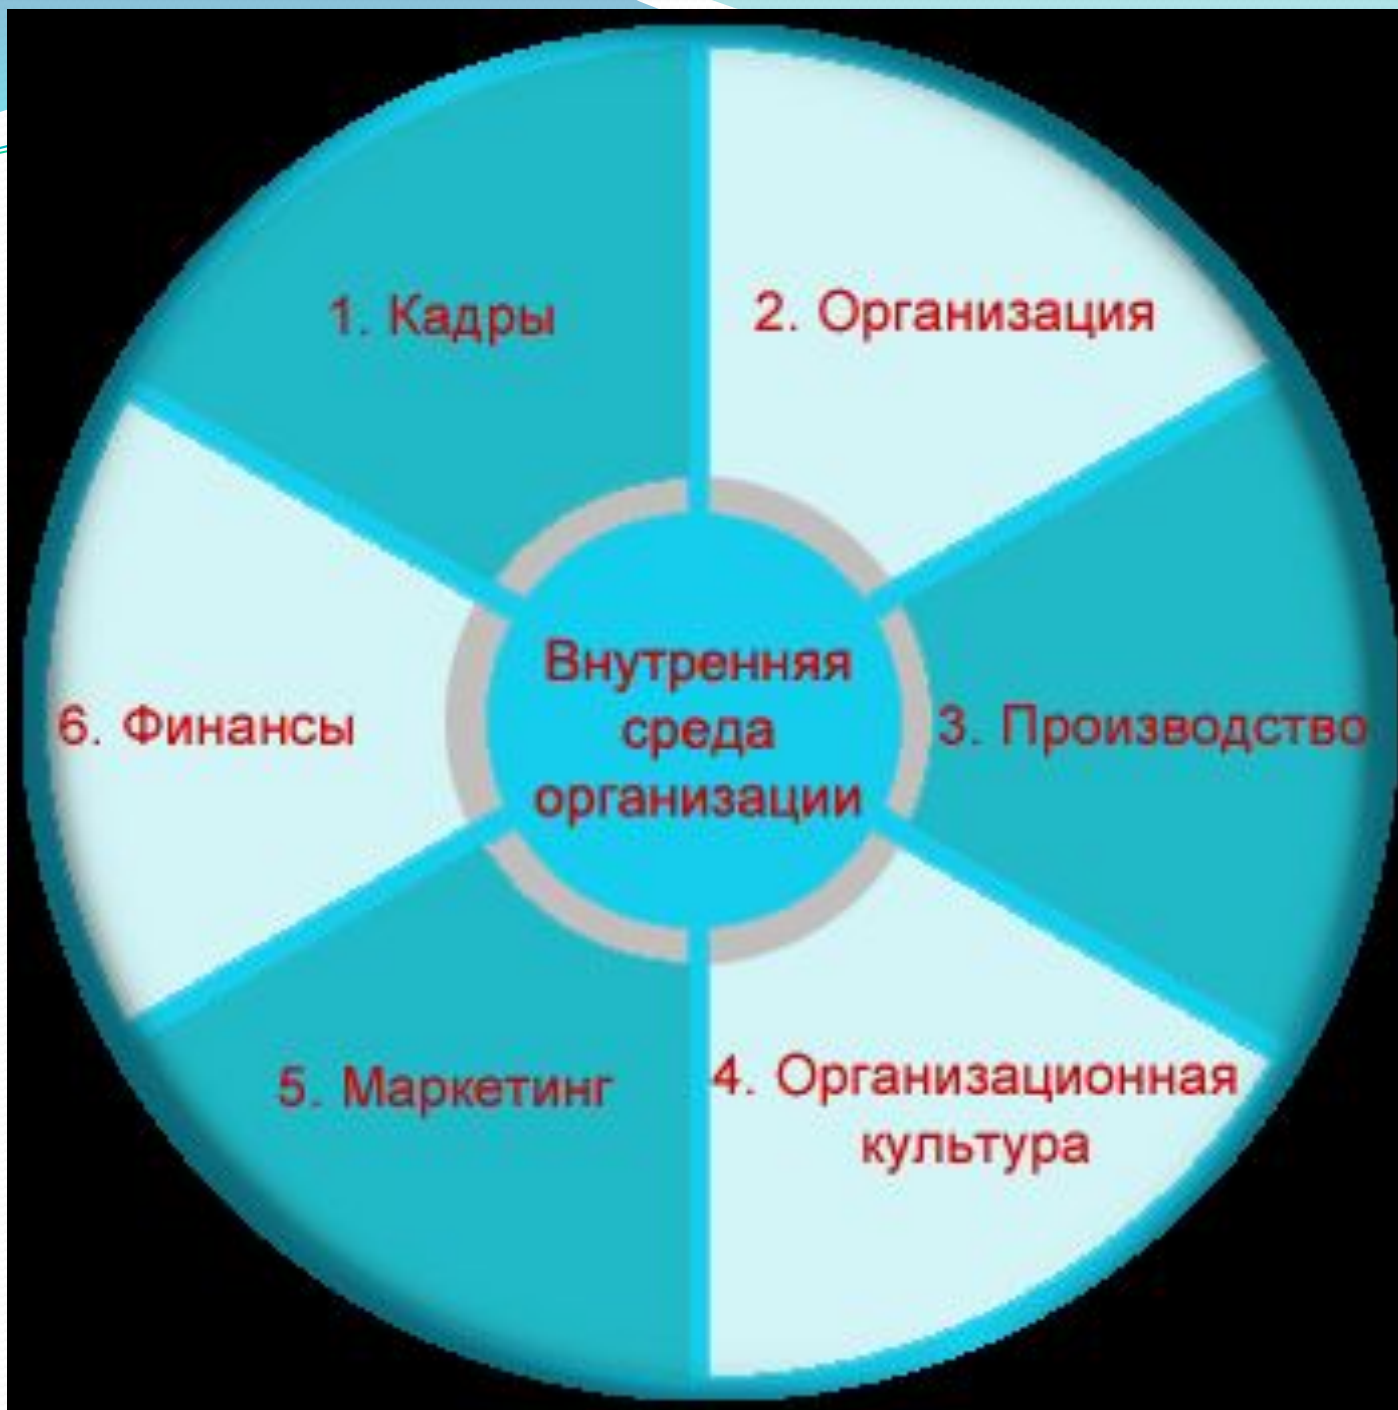 1. Кадры
2. Организация
3. Производство
4. Организационная
культура
5. Маркетинг
6. Финансы
Внутренняя
среда
организации